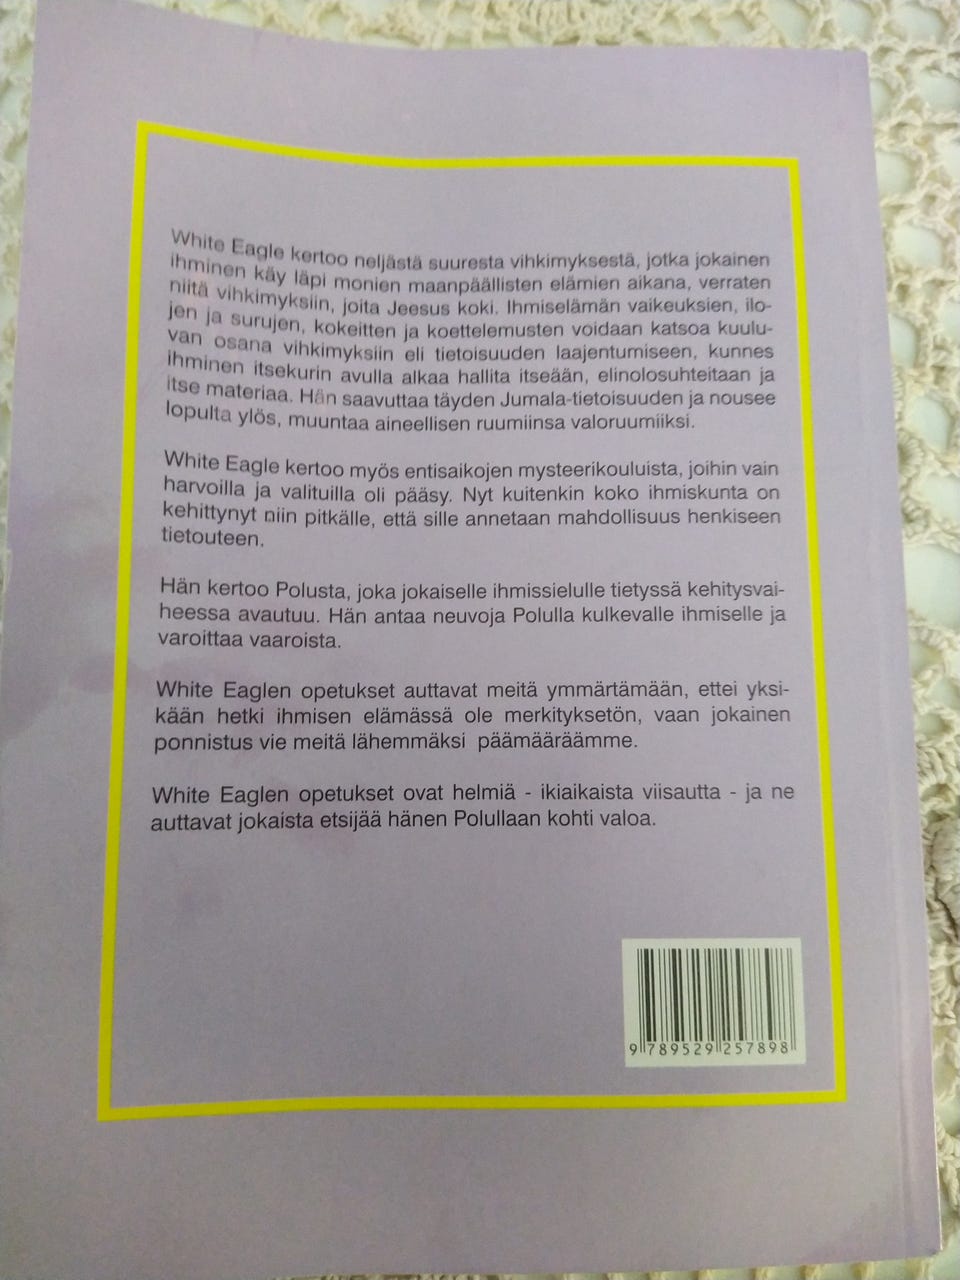 White Eagle kertoo neljästä suuresta vihkimyksestä, jotka jokainen
ihminen käy läpi monien maanpäällisten elämien aikana, verraten
niitä vihkimyksiin, joita Jeesus koki. Ihmiselämän vaikeuksien, ilo-
jen ja surujen, kokeitten ja koettelemusten voidaan katsoa kuulu-
van osana vihkimyksiin eli tietoisuuden laajentumiseen, kunnes
ihminen itsekurin avulla alkaa hallita itseään, elinolosuhteitaan ja
itse materiaa. Hän saavuttaa täyden Jumala-tietoisuuden ja nousee
lopulta ylös, muuntaa aineellisen ruumiinsa valoruumiiksi.
White Eagle kertoo myös entisaikojen mysteerikouluista, joihin vain
harvoilla ja valituilla oli pääsy. Nyt kuitenkin koko ihmiskunta on
kehittynyt niin pitkälle, että sille annetaan mahdollisuus henkiseen
tietouteen.
Hän kertoo Polusta, joka jokaiselle ihmissielulle tietyssä kehitysvai-
heessa avautuu. Hän antaa neuvoja Polulla kulkevalle ihmiselle ja
varoittaa vaaroista.
White Eaglen opetukset auttavat meitä ymmärtämään, ettei yksi-
kään hetki ihmisen elämässä ole merkityksetön, vaan jokainen
ponnistus vie meitä lähemmäksi päämääräämme.
White Eaglen opetukset ovat helmiä - ikiaikaista viisautta - ja ne
auttavat jokaista etsijää hänen Polullaan kohti valoa.
9 789529 257898